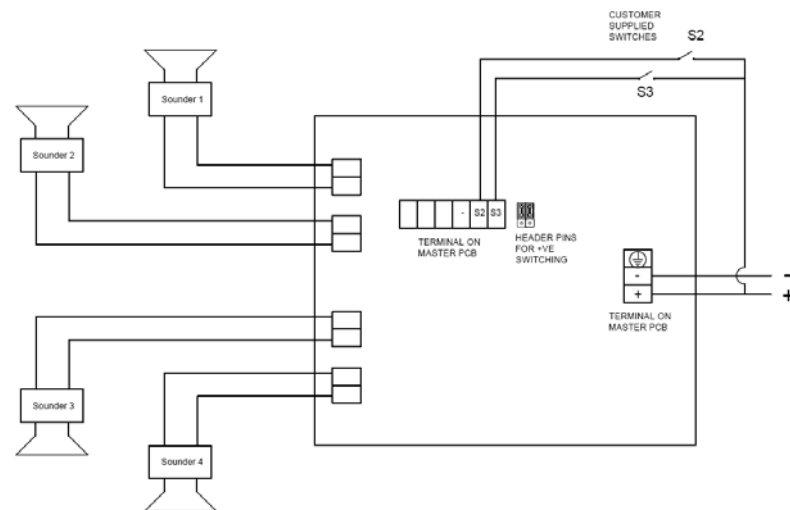 CUSTOMER
SUPPLIED
SWITCHES
S2
S3
Sounder 1
Sounder 2
- S2 S3
TERMINAL ON
MASTER PCB
HEADER PINS
FOR +VE
SWITCHING
-
+
-
+
TERMINAL ON
MASTER PCB
Sounder 3
Sounder 4